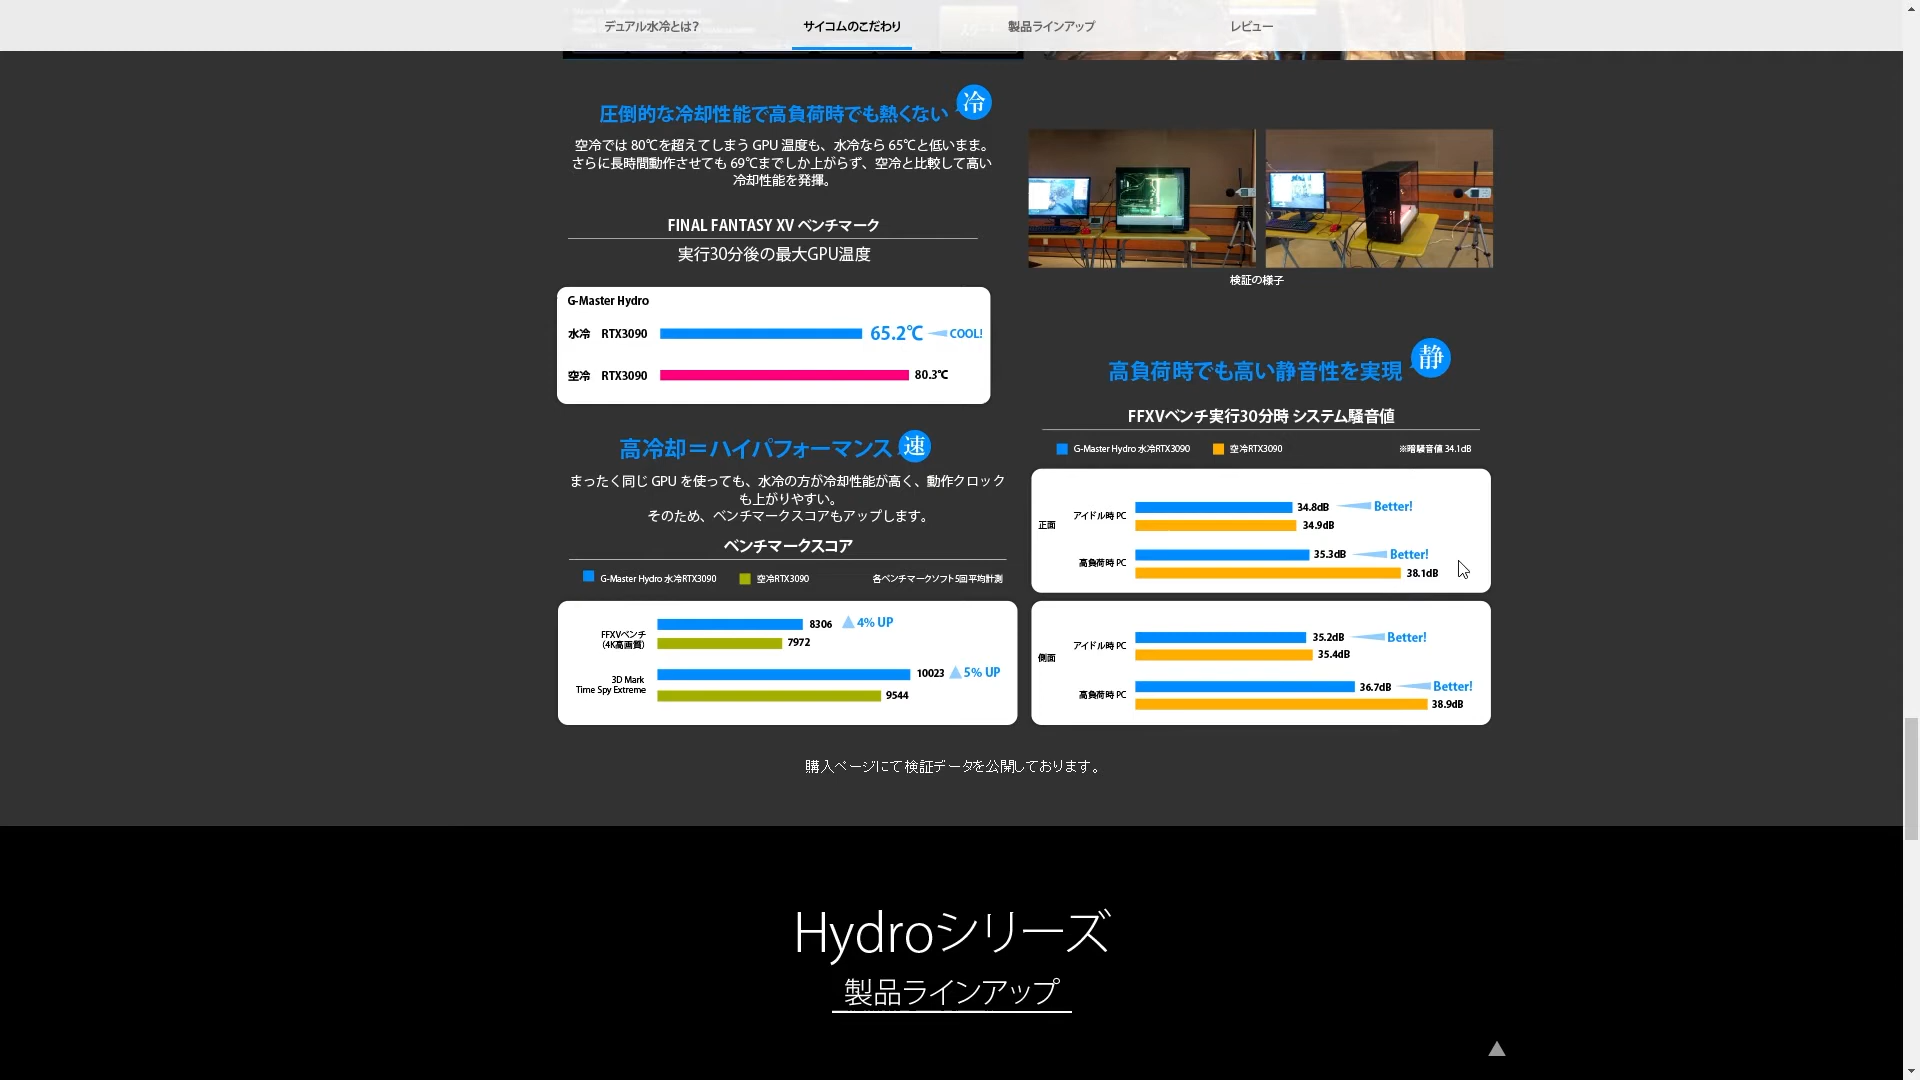 デュアル水冷とは?
サイコムのこだわり
製品ラインアップ
レビュー
圧倒的な冷却性能で高負荷時でも熱くない 冷
空冷では 80℃を超えてしまう GPU 温度も、水冷なら 65℃と低いまま。
さらに長時間動作させても 69℃までしか上がらず、空冷と比較して高い
冷却性能を発揮。
FINAL FANTASY XV ベンチマーク
実行30分後の最大GPU温度
G-Master Hydro
水冷 RTX3090 65.2℃ COOL!
空冷 RTX3090 80.3℃
高冷却＝ハイパフォーマンス 速
まったく同じ GPU を使っても、水冷の方が冷却性能が高く、動作クロック
も上がりやすい。
そのため、ベンチマークスコアもアップします。
ベンチマークスコア
G-Master Hydro 水冷RTX3090 空冷RTX3090 各ベンチマークソフト5回平均計測
FFXVベンチ
(4K高画質)
8306 4% UP
7972
3D Mark
Time Spy Extreme
10023 5% UP
9544
検証の様子
高負荷時でも高い静音性を実現 静
FFXVベンチ実行30分時 システム騒音値
G-Master Hydro 水冷RTX3090 空冷RTX3090 ※暗騒音値 34.1dB
正面
アイドル時 PC
34.8dB Better!
34.9dB
高負荷時 PC
35.3dB Better!
38.1dB
側面
アイドル時 PC
35.2dB Better!
35.4dB
高負荷時 PC
36.7dB Better!
38.9dB
購入ページにて検証データを公開しております。
Hydroシリーズ
製品ラインアップ